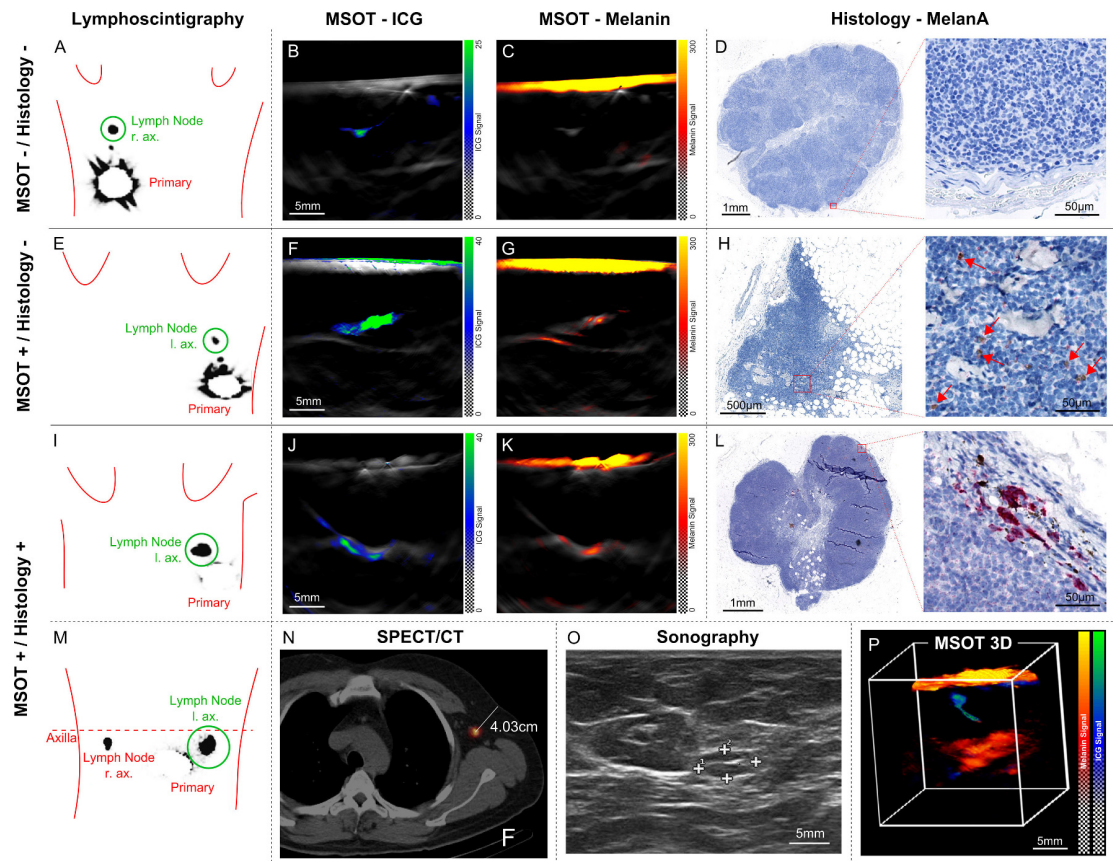 Lymphoscintigraphy
MSOT - ICG
MSOT - Melanin
Histology - MelanA
MSOT - / Histology -
A
Lymph Node
r. ax.
Primary
B
25
ICG Signal
0
5mm
C
300
Melanin Signal
0
D
1mm
50µm
MSOT + / Histology -
E
Lymph Node
l. ax.
Primary
F
40
ICG Signal
0
5mm
G
300
Melanin Signal
0
H
500µm
50µm
MSOT + / Histology +
I
Lymph Node
l. ax.
Primary
J
40
ICG Signal
0
5mm
K
300
Melanin Signal
0
L
1mm
50µm
M
Lymph Node
l. ax.
Axilla
Lymph Node
r. ax.
Primary
SPECT/CT
N
4.03cm
F
Sonography
O
2
1
5mm
MSOT 3D
P
Melanin Signal
ICG Signal
5mm